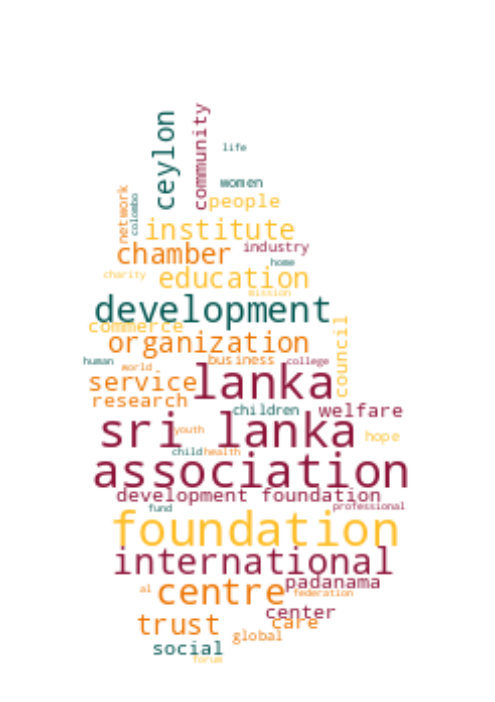 ceylon
community
life
women
people
network
colombo
institute
chamber
industry
home
charity
education
mission
development
commerce
council
organization
human
business
college
world
lanka
service
research
children
welfare
sri lanka
youth
hope
child
health
association
development foundation
fund
professional
foundation
international
padanama
al
centre
federation
center
trust
care
global
social
forum